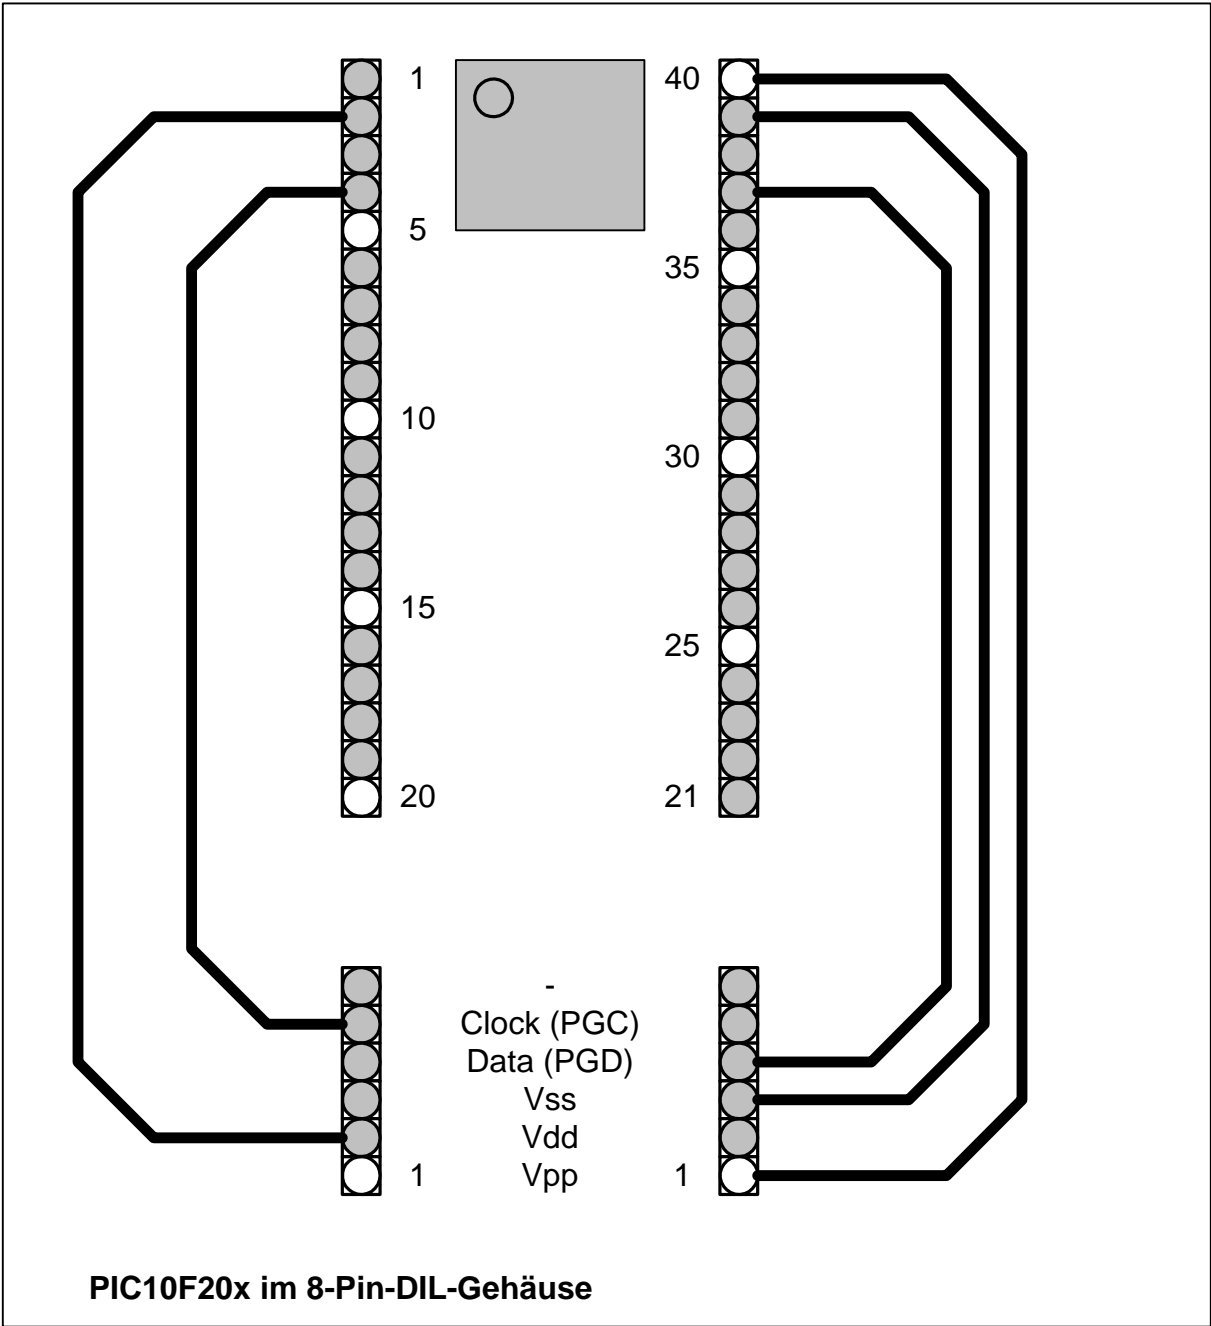 1 40
5
35
10
30
15
25
20 21
-
Clock (PGC)
Data (PGD)
Vss
Vdd
1 Vpp 1
PIC10F20x im 8-Pin-DIL-Gehäuse